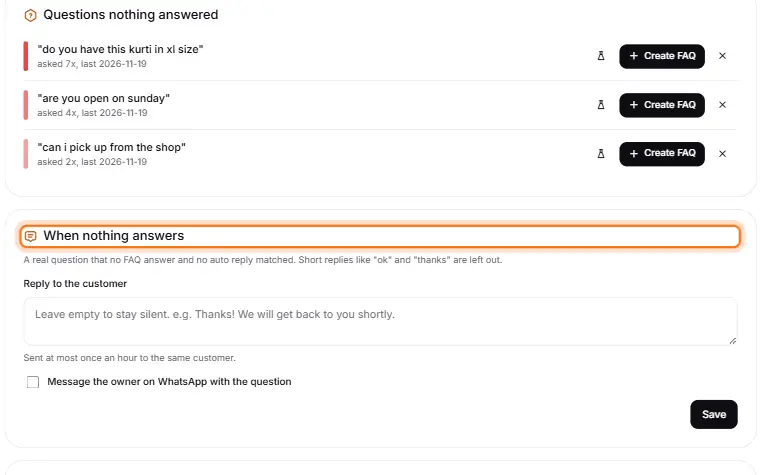 Questions nothing answered
"do you have this kurti in xl size"
asked 7x, last 2026-11-19
+ Create FAQ
"are you open on sunday"
asked 4x, last 2026-11-19
+ Create FAQ
"can i pick up from the shop"
asked 2x, last 2026-11-19
+ Create FAQ
When nothing answers
A real question that no FAQ answer and no auto reply matched. Short replies like "ok" and "thanks" are left out.
Reply to the customer
Leave empty to stay silent. e.g. Thanks! We will get back to you shortly.
Sent at most once an hour to the same customer.
Message the owner on WhatsApp with the question
Save